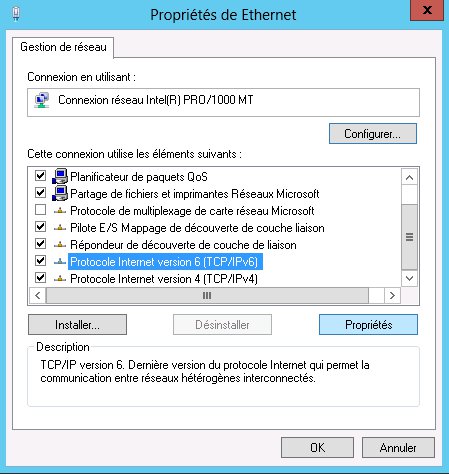 Propriétés de Ethernet
x
Gestion de réseau
Connexion en utilisant :
Connexion réseau Intel(R) PRO/1000 MT
Configurer...
Cette connexion utilise les éléments suivants :
Planificateur de paquets QoS
Partage de fichiers et imprimantes Réseaux Microsoft
Protocole de multiplexage de carte réseau Microsoft
Pilote E/S Mappage de découverte de couche liaison
Répondeur de découverte de couche de liaison
Protocole Internet version 6 (TCP/IPv6)
Protocole Internet version 4 (TCP/IPv4)
Installer...
Désinstaller
Propriétés
Description
TCP/IP version 6. Dernière version du protocole Internet qui permet la
communication entre réseaux hétérogènes interconnectés.
OK
Annuler